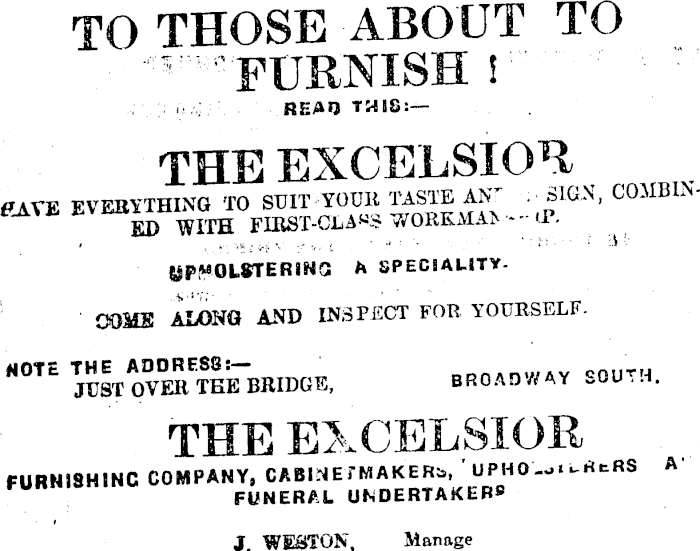 TO THOSE ABOUT TO
FURNISH !
READ THIS:—
THE EXCELSIOR
HAVE EVERYTHING TO SUIT YOUR TASTE AN SIGN, COMBIN-
ED WITH FIRST-CLASS WORKMAN P.
UPHOLSTERING A SPECIALITY.
COME ALONG AND INSPECT FOR YOURSELF.
NOTE THE ADDRESS:—
JUST OVER THE BRIDGE, BROADWAY SOUTH.
THE EXCELSIOR
FURNISHING COMPANY, CABINETMAKERS, UPHOLSTERERS A
FUNERAL UNDERTAKERS
J. WESTON, Manage